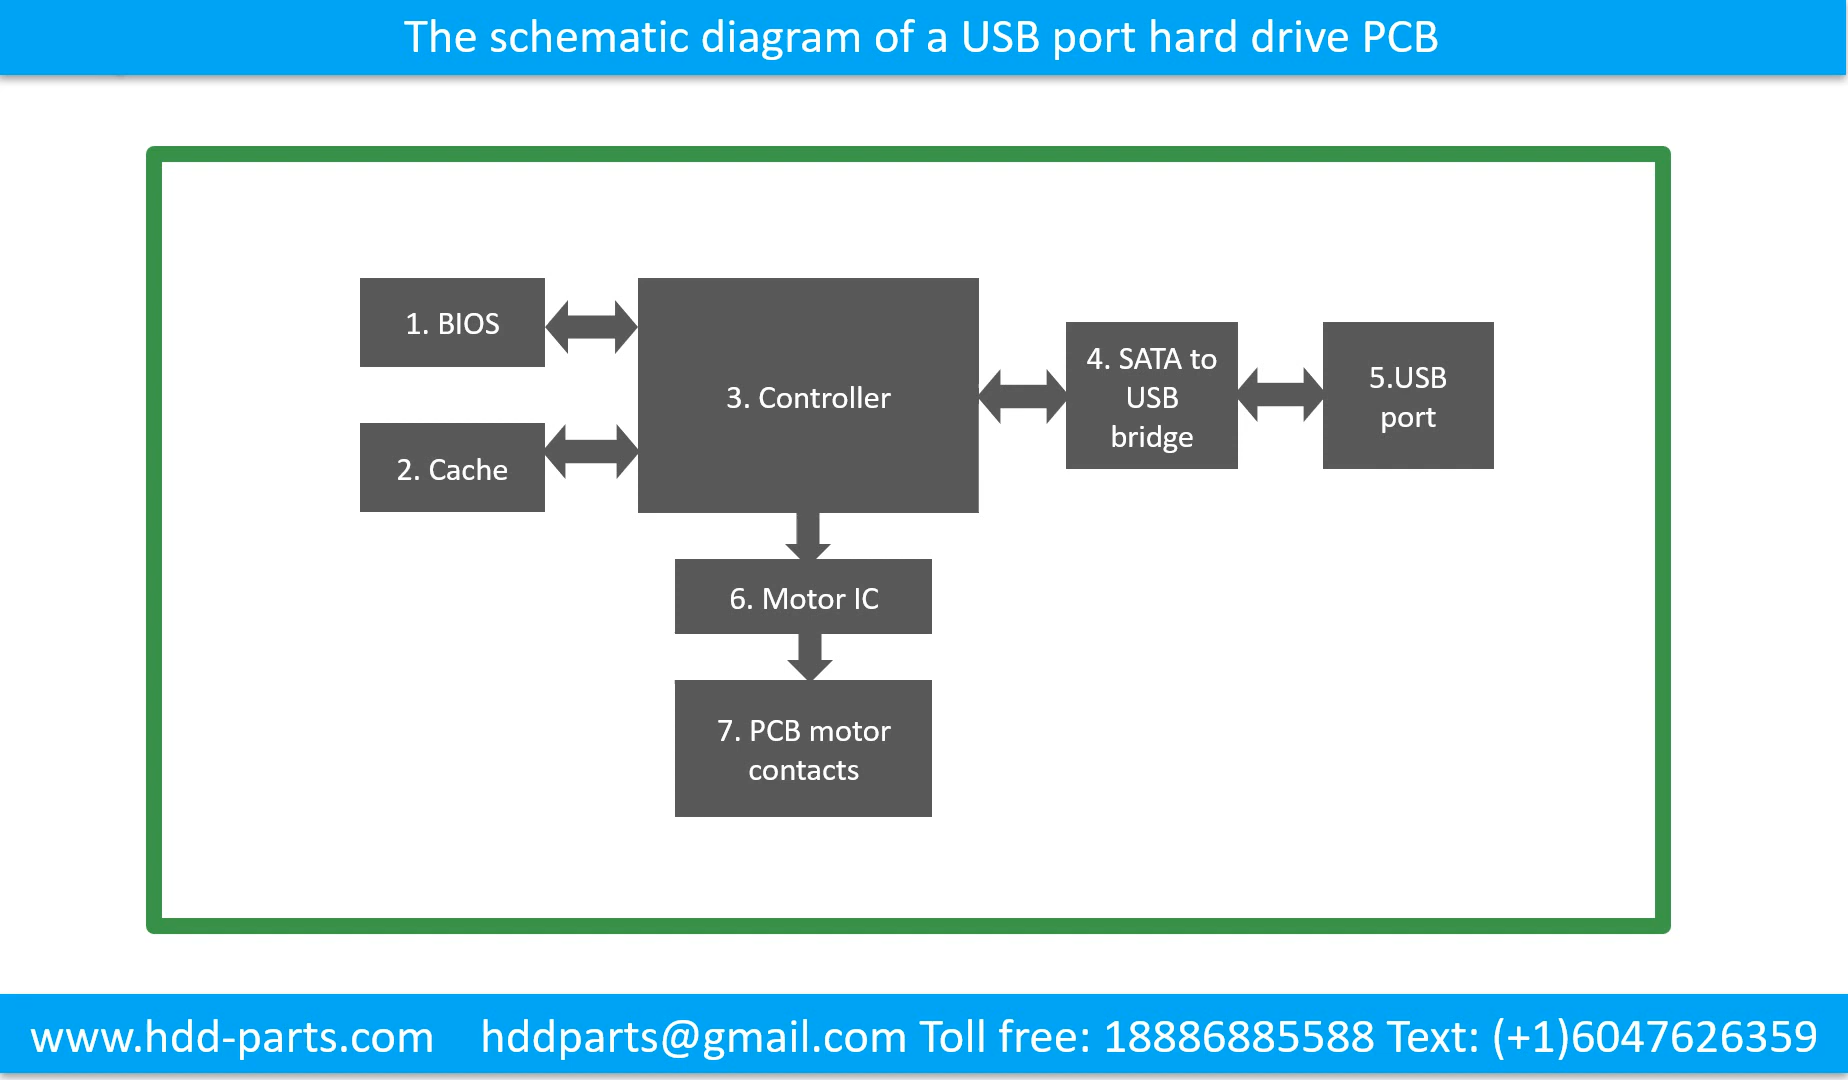 The schematic diagram of a USB port hard drive PCB
1. BIOS
2. Cache
3. Controller
4. SATA to
USB
bridge
5.USB
port
6. Motor IC
7. PCB motor
contacts
www.hdd-parts.com hddparts@gmail.com Toll free: 18886885588 Text: (+1)6047626359